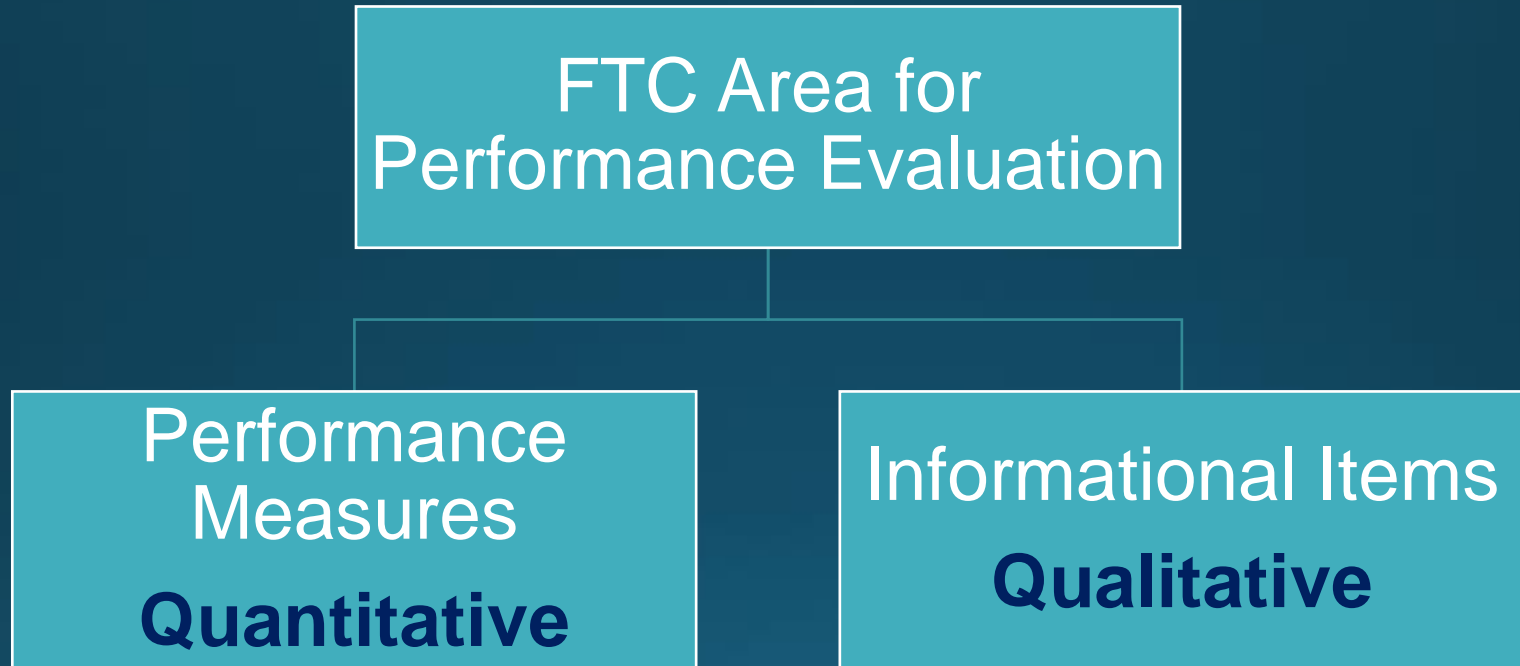 FTC Area for
Performance Evaluation
Performance
Measures
Quantitative
Informational Items
Qualitative